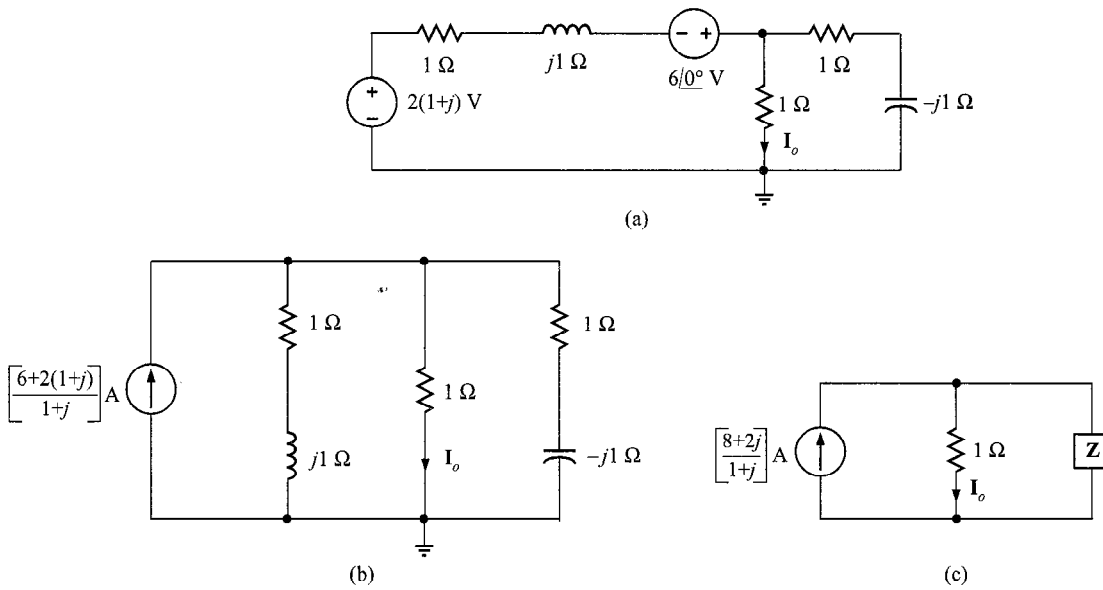 1 Ω
j1 Ω
− +
6/0° V
1 Ω
+
−
2(1+j) V
1 Ω
I_o
−j1 Ω
(a)
[6+2(1+j) / 1+j] A
1 Ω
j1 Ω
1 Ω
I_o
1 Ω
−j1 Ω
(b)
[8+2j / 1+j] A
1 Ω
I_o
Z
(c)